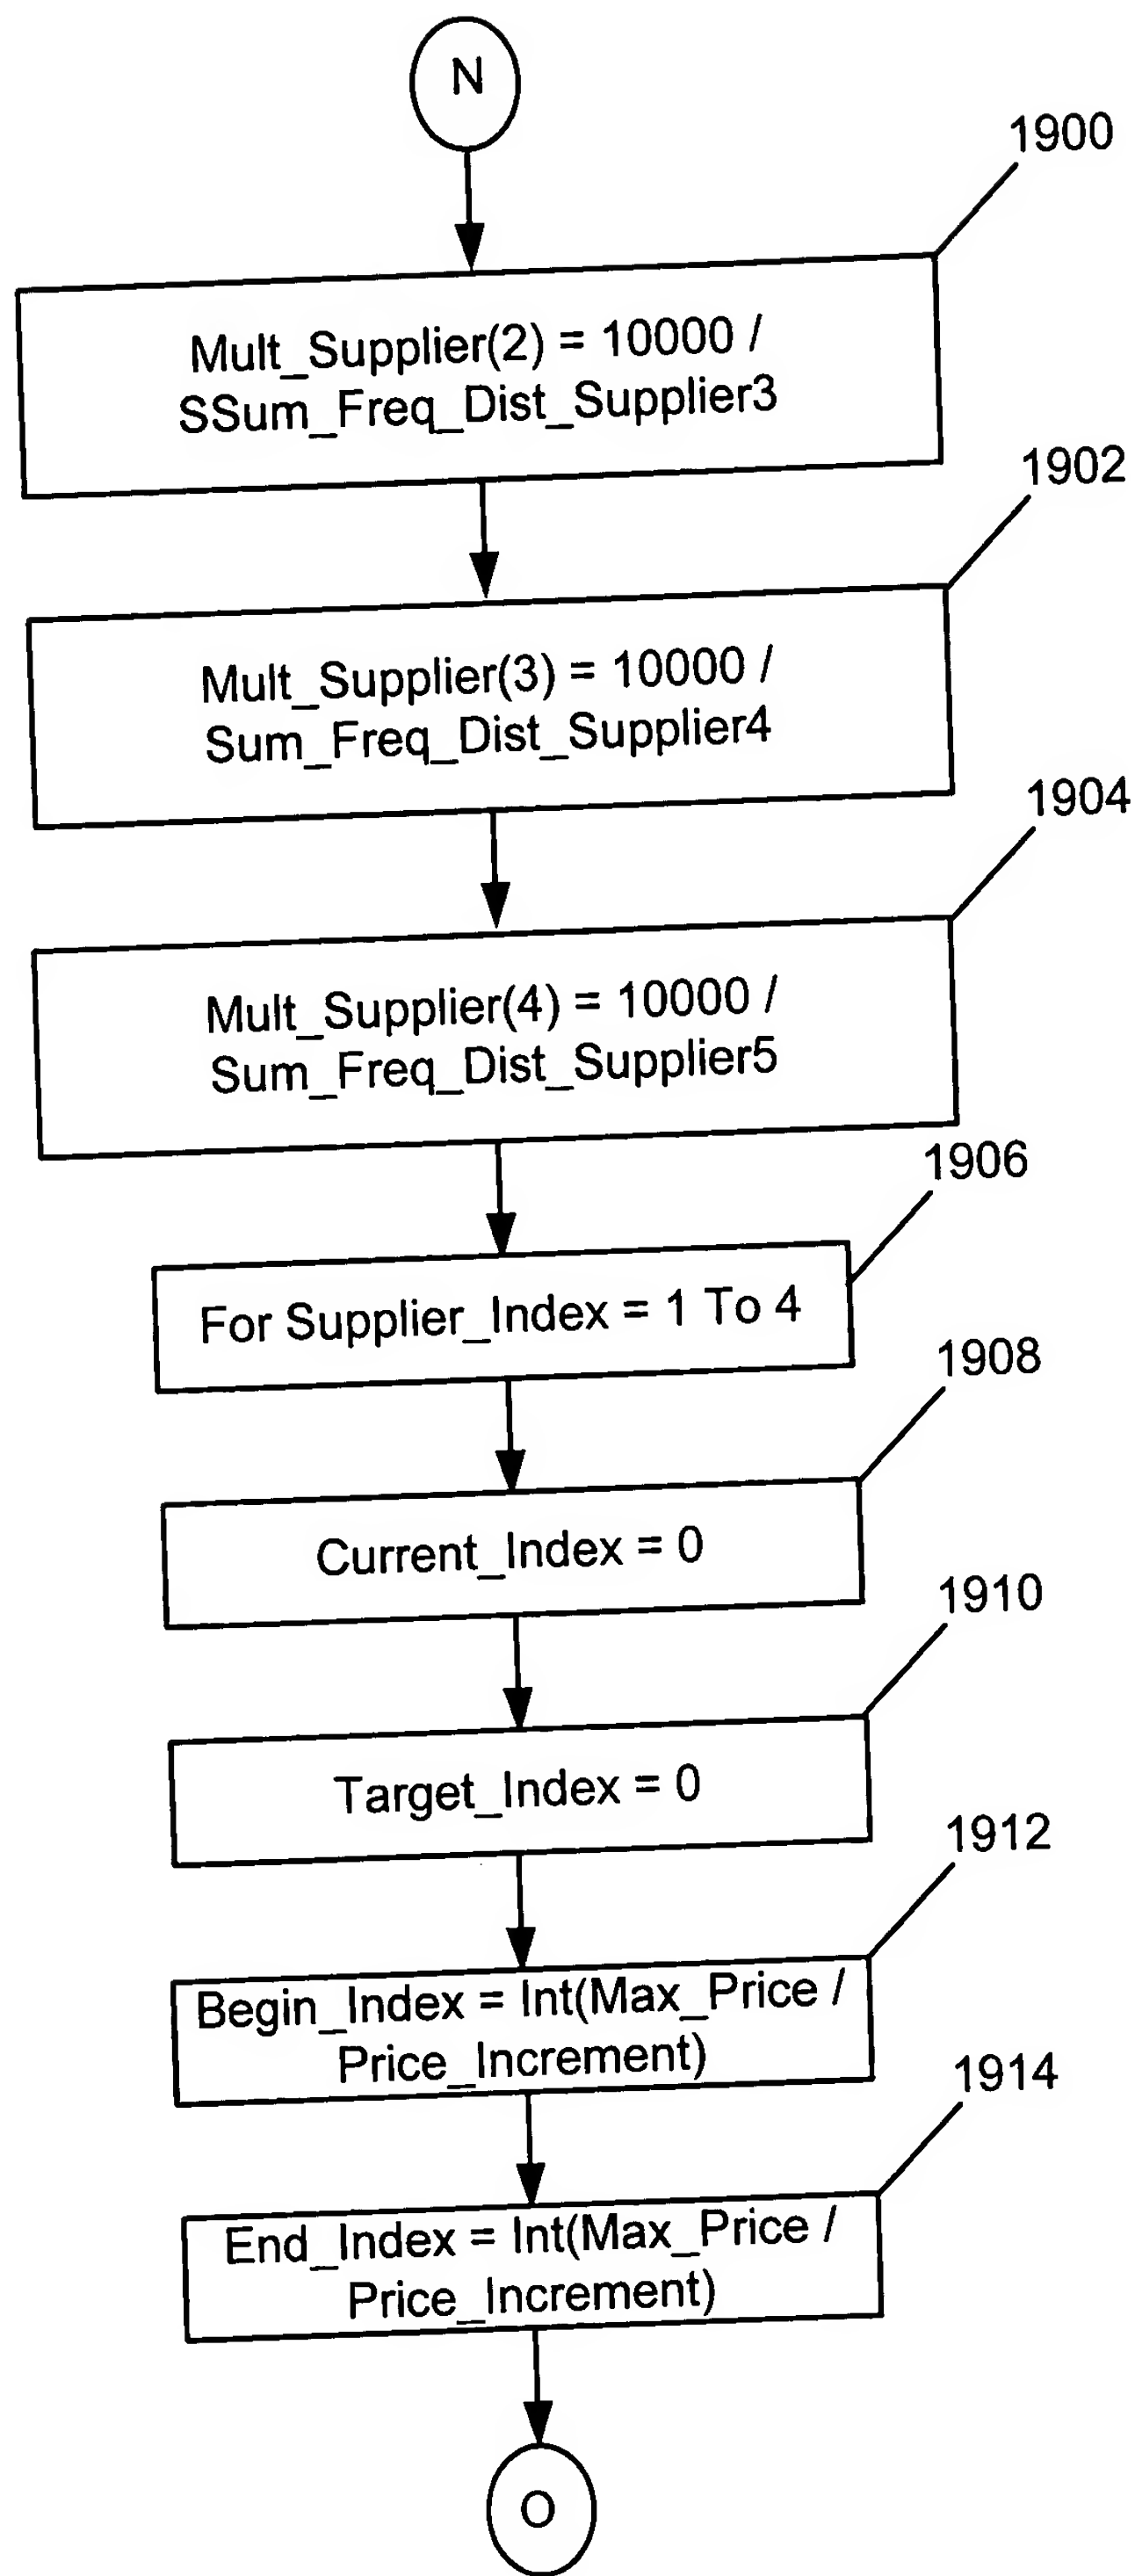 N
1900
Mult_Supplier(2) = 10000 /
SSum_Freq_Dist_Supplier3
1902
Mult_Supplier(3) = 10000 /
Sum_Freq_Dist_Supplier4
1904
Mult_Supplier(4) = 10000 /
Sum_Freq_Dist_Supplier5
1906
For Supplier_Index = 1 To 4
1908
Current_Index = 0
1910
Target_Index = 0
1912
Begin_Index = Int(Max_Price /
Price_Increment)
1914
End_Index = Int(Max_Price /
Price_Increment)
O